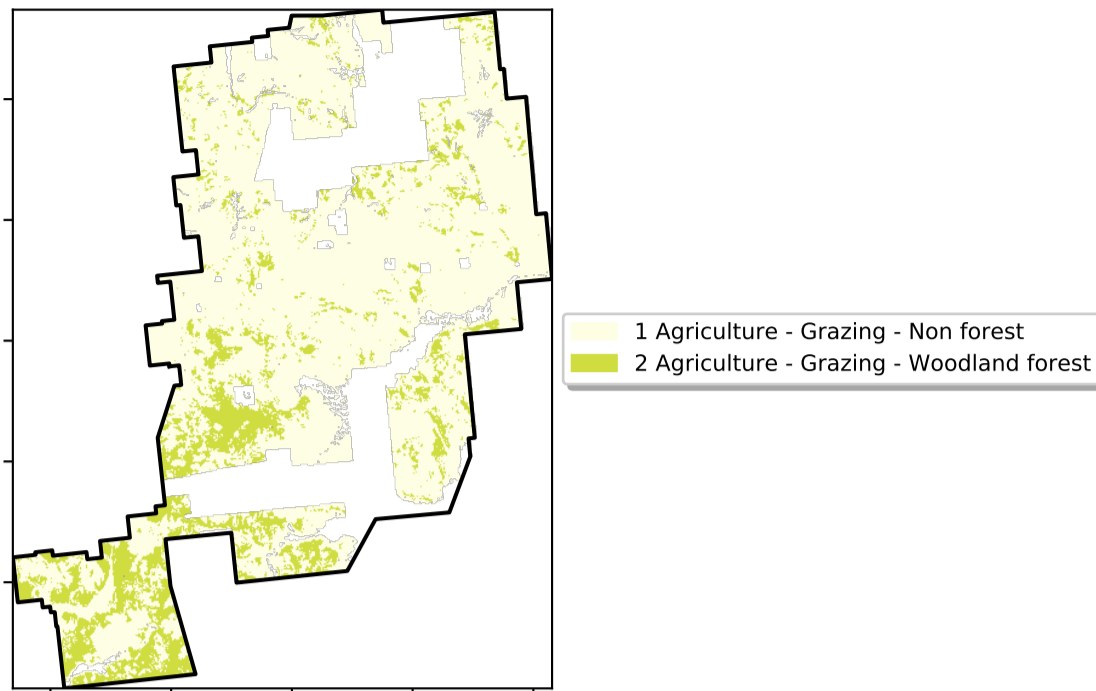 1 Agriculture - Grazing - Non forest
2 Agriculture - Grazing - Woodland forest